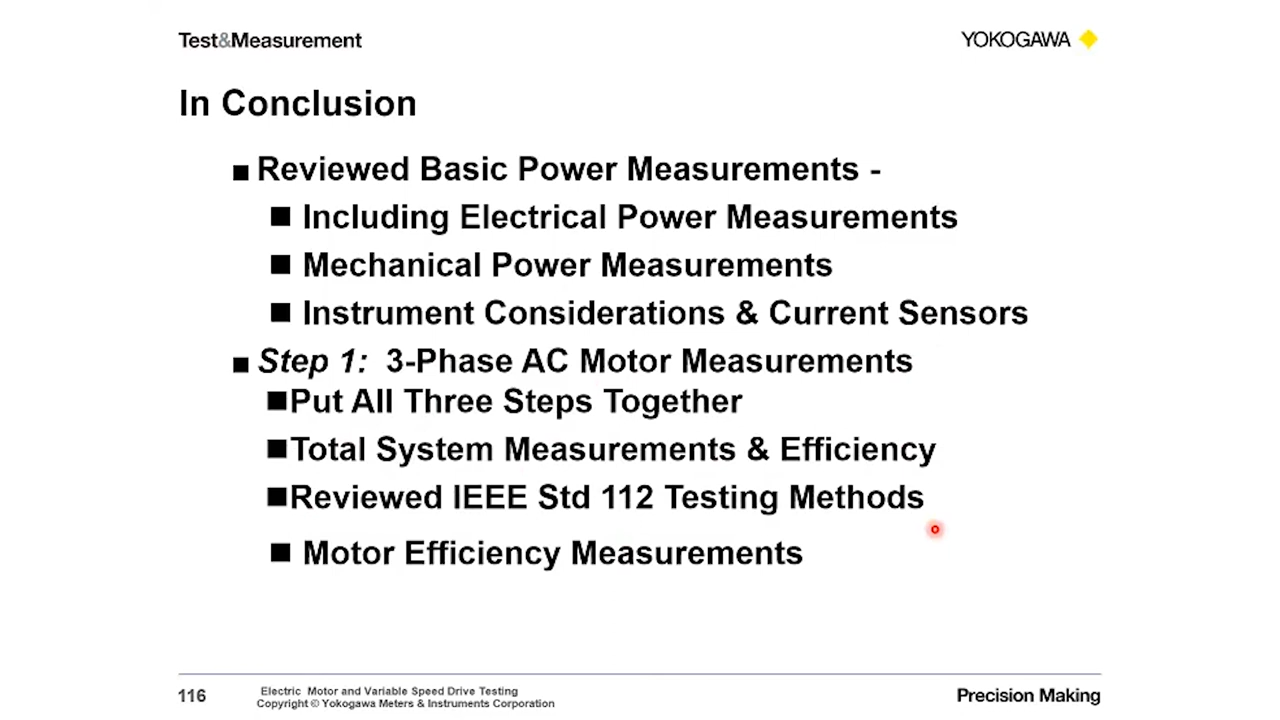 Test&Measurement
YOKOGAWA
In Conclusion
■ Reviewed Basic Power Measurements -
■ Including Electrical Power Measurements
■ Mechanical Power Measurements
■ Instrument Considerations & Current Sensors
■ Step 1: 3-Phase AC Motor Measurements
■Put All Three Steps Together
■Total System Measurements & Efficiency
■Reviewed IEEE Std 112 Testing Methods
■ Motor Efficiency Measurements
116
Electric Motor and Variable Speed Drive Testing
Copyright © Yokogawa Meters & Instruments Corporation
Precision Making